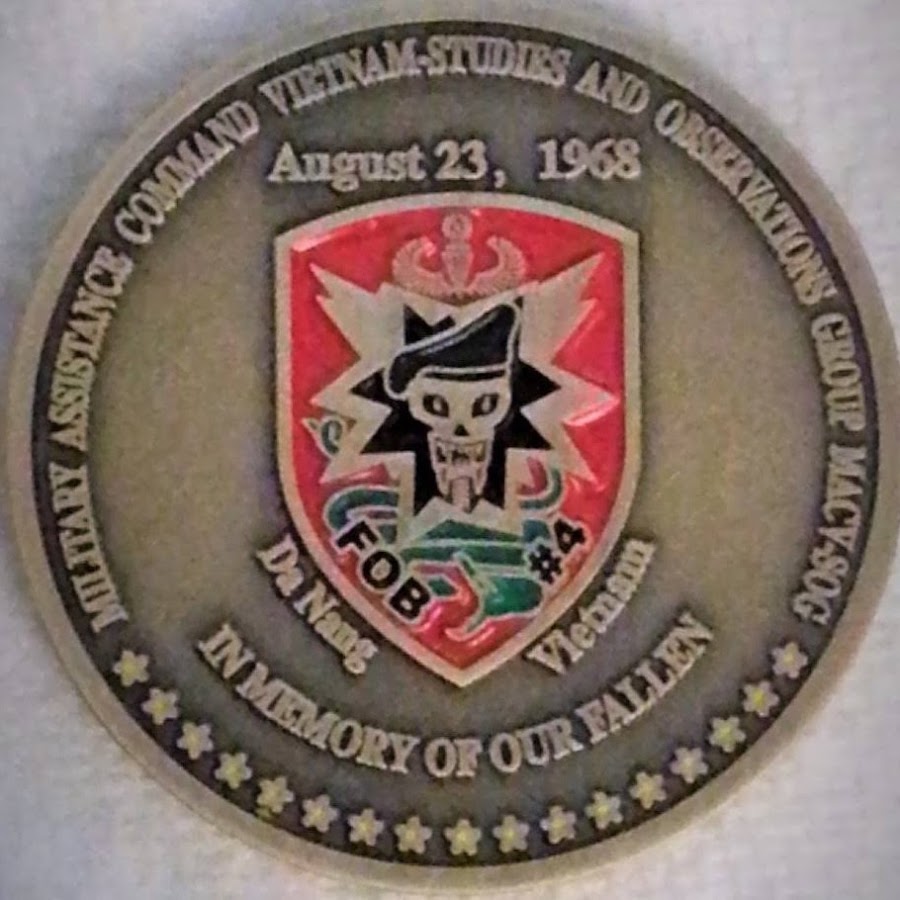 MILITARY ASSISTANCE COMMAND VIETNAM-STUDIES AND OBSERVATIONS GROUP MACV-SOG
August 23, 1968
FOB #4
Da Nang Vietnam
IN MEMORY OF OUR FALLEN